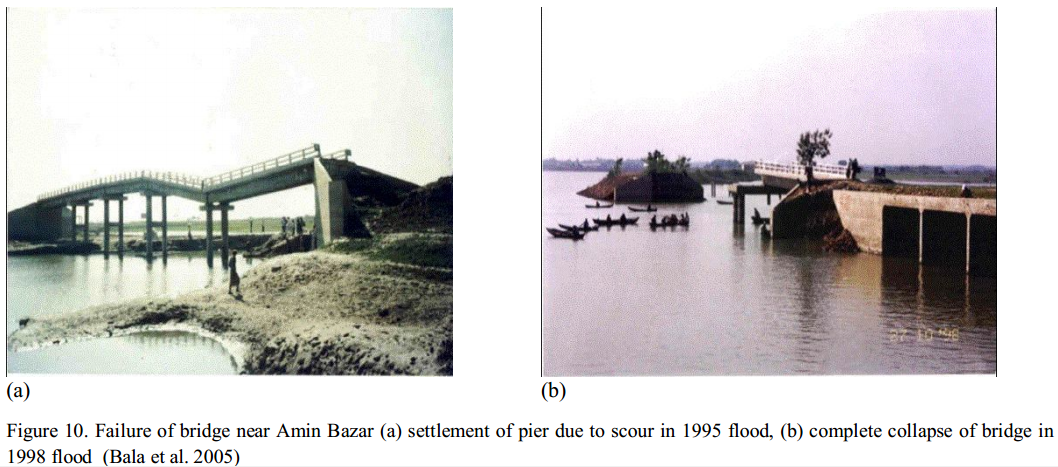 27 10 '98
(a)
(b)
Figure 10. Failure of bridge near Amin Bazar (a) settlement of pier due to scour in 1995 flood, (b) complete collapse of bridge in
1998 flood (Bala et al. 2005)